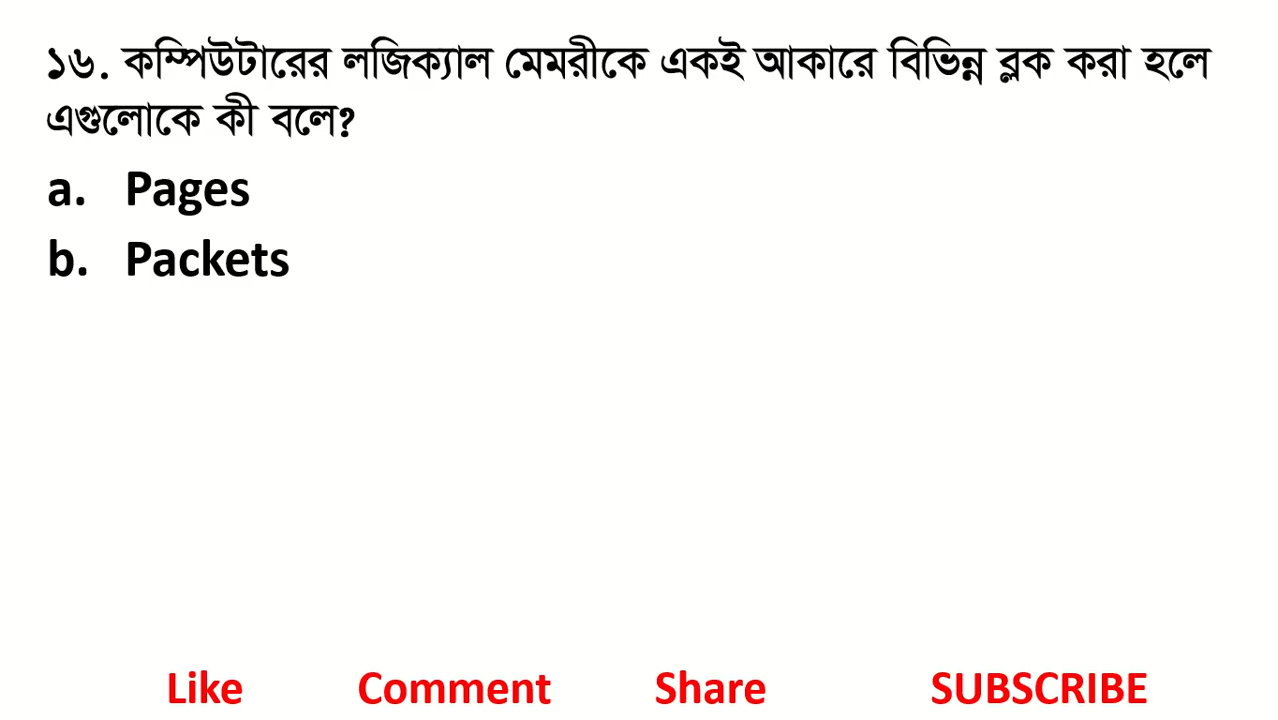 ১৬. কম্পিউটারের লজিক্যাল মেমরীকে একই আকারে বিভিন্ন ব্লক করা হলে
এগুলোকে কী বলে?
a. Pages
b. Packets
Like Comment Share SUBSCRIBE